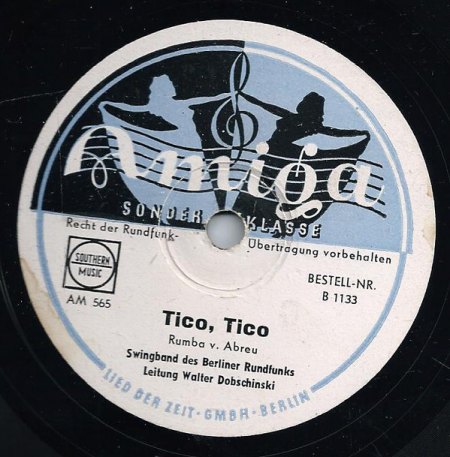 Amiga
SONDER KLASSE
Recht der Rundfunk- Übertragung vorbehalten
SOUTHERN
MUSIC
AM 565
BESTELL-NR.
B 1133
Tico, Tico
Rumba v. Abreu
Swingband des Berliner Rundfunks
Leitung Walter Dobschinski
LIED DER ZEIT-GMBH-BERLIN